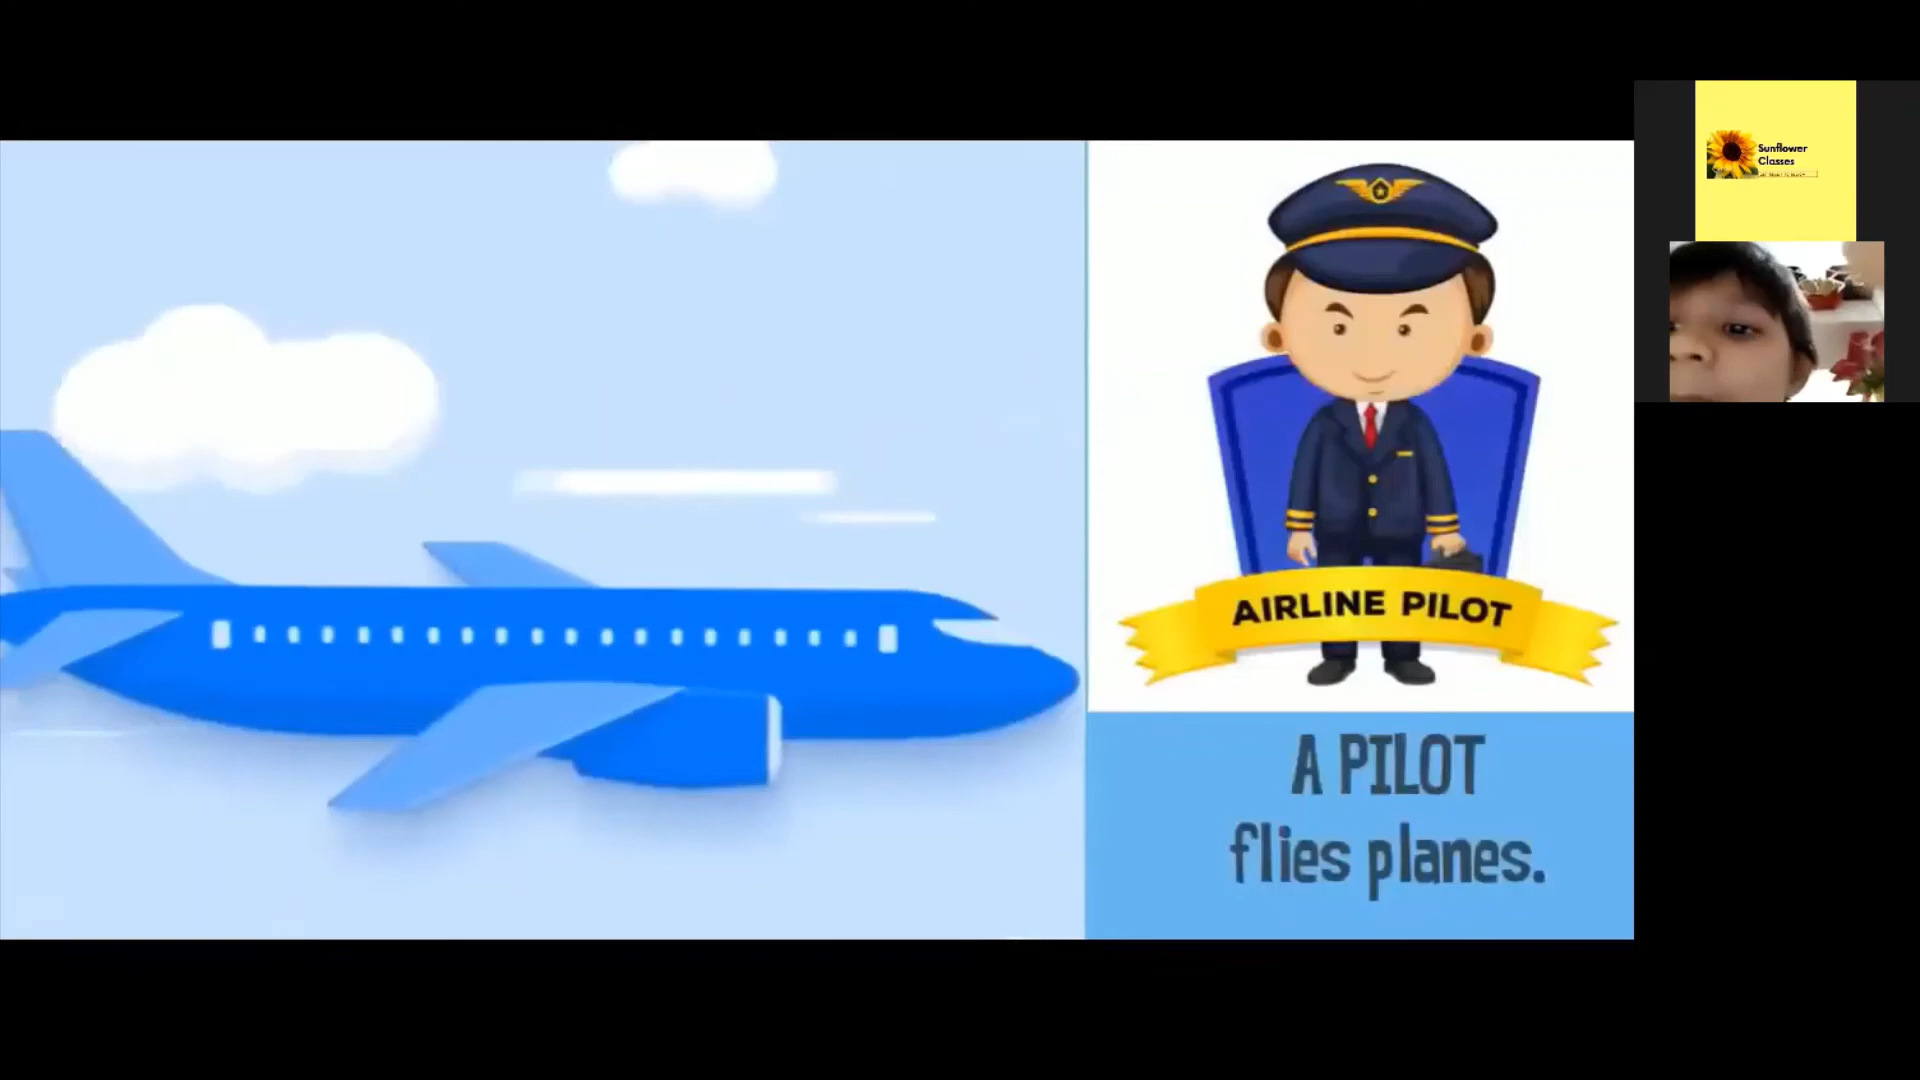 AIRLINE PILOT
A PILOT
flies planes.
Sunflower
Classes